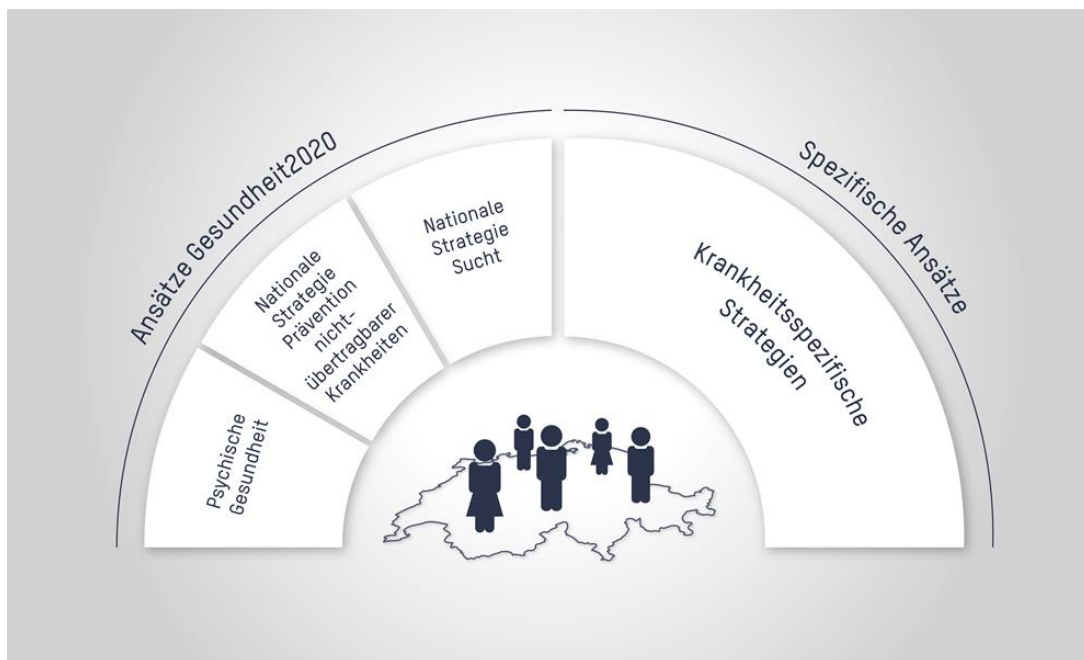 Ansätze Gesundheit2020
Spezifische Ansätze
Psychische
Gesundheit
Nationale
Strategie
Prävention
nicht-
übertragbarer
Krankheiten
Nationale
Strategie
Sucht
Krankheitsspezifische
Strategien